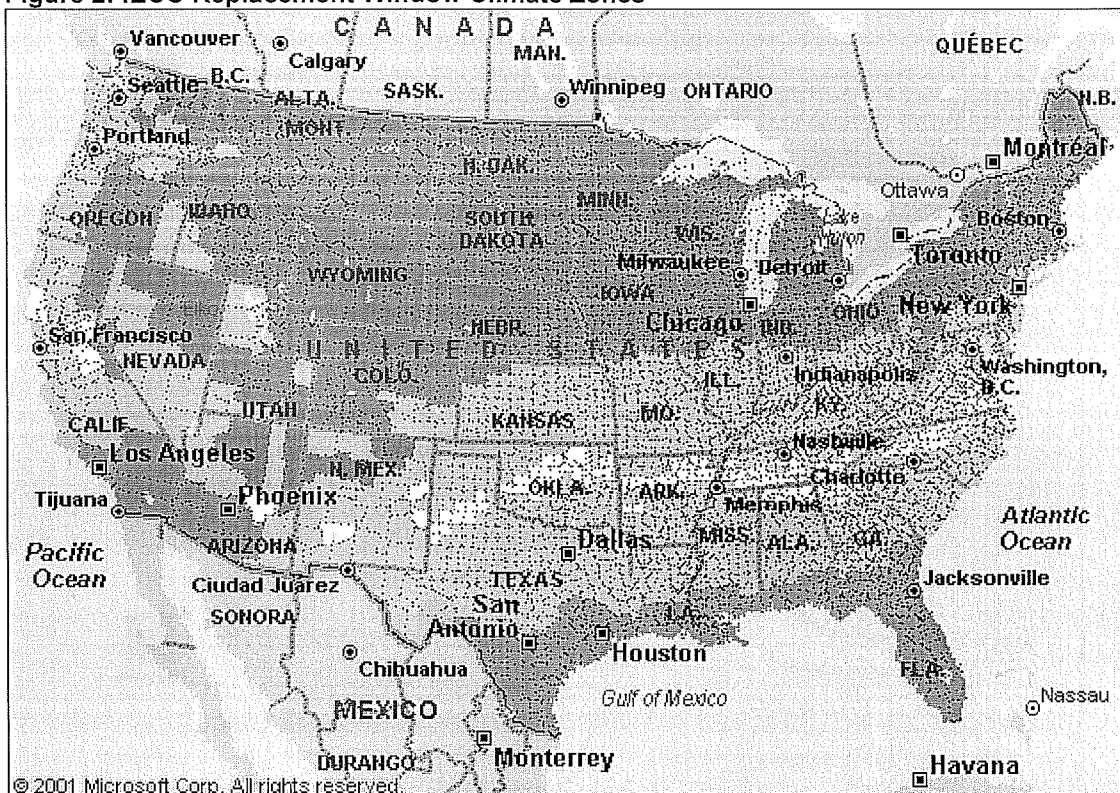 Figure 2: IECC Replacement Window Climate Zones
CANADA
Vancouver
B.C.
Calgary
ALTA.
SASK.
MAN.
Winnipeg
ONTARIO
QUÉBEC
N.B.
Seattle
Portland
MONT.
N. DAK.
MINN.
Ottawa
Montréal
OREGON
IDAHO
SOUTH
DAKOTA
WIS.
Lake
Huron
Boston
Toronto
WYOMING
Milwaukee
Detroit
IOWA
Chicago
IND.
OHIO
New York
Elko
NEBR.
San Francisco
NEVADA
UNITED STATES
COLO.
ILL.
Indianapolis
Washington,
D.C.
UTAH
KANSAS
MO.
KY.
CALIF.
Los Angeles
N. MEX.
OKLA.
ARK.
Nashville
Charlotte
Memphis
Tijuana
Phoenix
ARIZONA
Dallas
MISS.
ALA.
GA.
Atlantic
Ocean
Pacific
Ocean
Ciudad Juárez
TEXAS
Jacksonville
SONORA
San
Antonio
LA.
Houston
FLA.
Chihuahua
Gulf of Mexico
Nassau
MEXICO
Monterrey
DURANGO
Havana
© 2001 Microsoft Corp. All rights reserved.